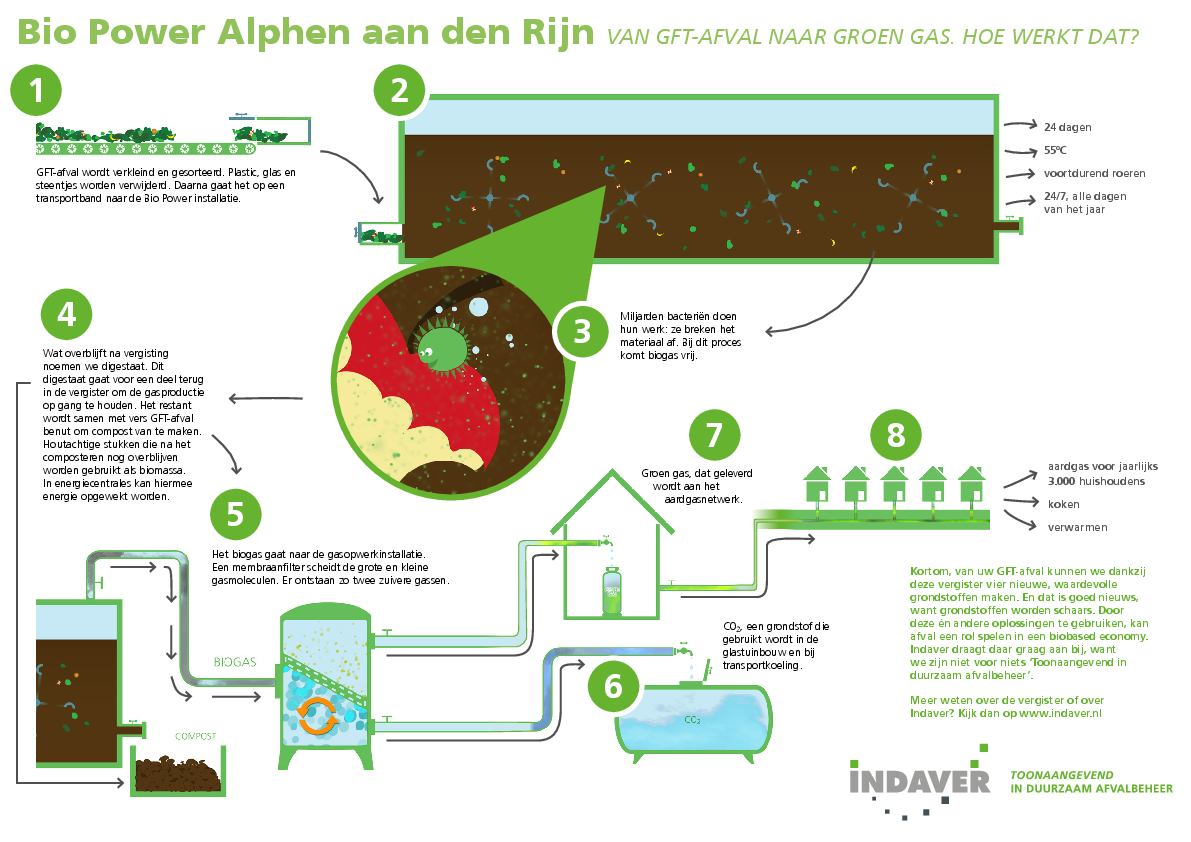 Bio Power Alphen aan den Rijn VAN GFT-AFVAL NAAR GROEN GAS. HOE WERKT DAT?
1
GFT-afval wordt verkleind en gesorteerd. Plastic, glas en
steentjes worden verwijderd. Daarna gaat het op een
transportband naar de Bio Power installatie.
2
24 dagen
55°C
voortdurend roeren
24/7, alle dagen
van het jaar
3
Miljarden bacteriën doen
hun werk: ze breken het
materiaal af. Bij dit proces
komt biogas vrij.
4
Wat overblijft na vergisting
noemen we digestaat. Dit
digestaat gaat voor een deel terug
in de vergister om de gasproductie
op gang te houden. Het restant
wordt samen met vers GFT-afval
benut om compost van te maken.
Houtachtige stukken die na het
composteren nog overblijven
worden gebruikt als biomassa.
In energiecentrales kan hiermee
energie opgewekt worden.
5
Het biogas gaat naar de gasopwerkinstallatie.
Een membraanfilter scheidt de grote en kleine
gasmoleculen. Er ontstaan zo twee zuivere gassen.
BIOGAS
COMPOST
6
CO₂, een grondstof die
gebruikt wordt in de
glastuinbouw en bij
transportkoeling.
CO₂
7
Groen gas, dat geleverd
wordt aan het
aardgasnetwerk.
8
aardgas voor jaarlijks
3.000 huishoudens
koken
verwarmen
Kortom, van uw GFT-afval kunnen we dankzij
deze vergister vier nieuwe, waardevolle
grondstoffen maken. En dat is goed nieuws,
want grondstoffen worden schaars. Door
deze én andere oplossingen te gebruiken, kan
afval een rol spelen in een biobased economy.
Indaver draagt daar graag aan bij, want
we zijn niet voor niets 'Toonaangevend in
duurzaam afvalbeheer'.
Meer weten over de vergister of over
Indaver? Kijk dan op www.indaver.nl
INDAVER
TOONAANGEVEND
IN DUURZAAM AFVALBEHEER